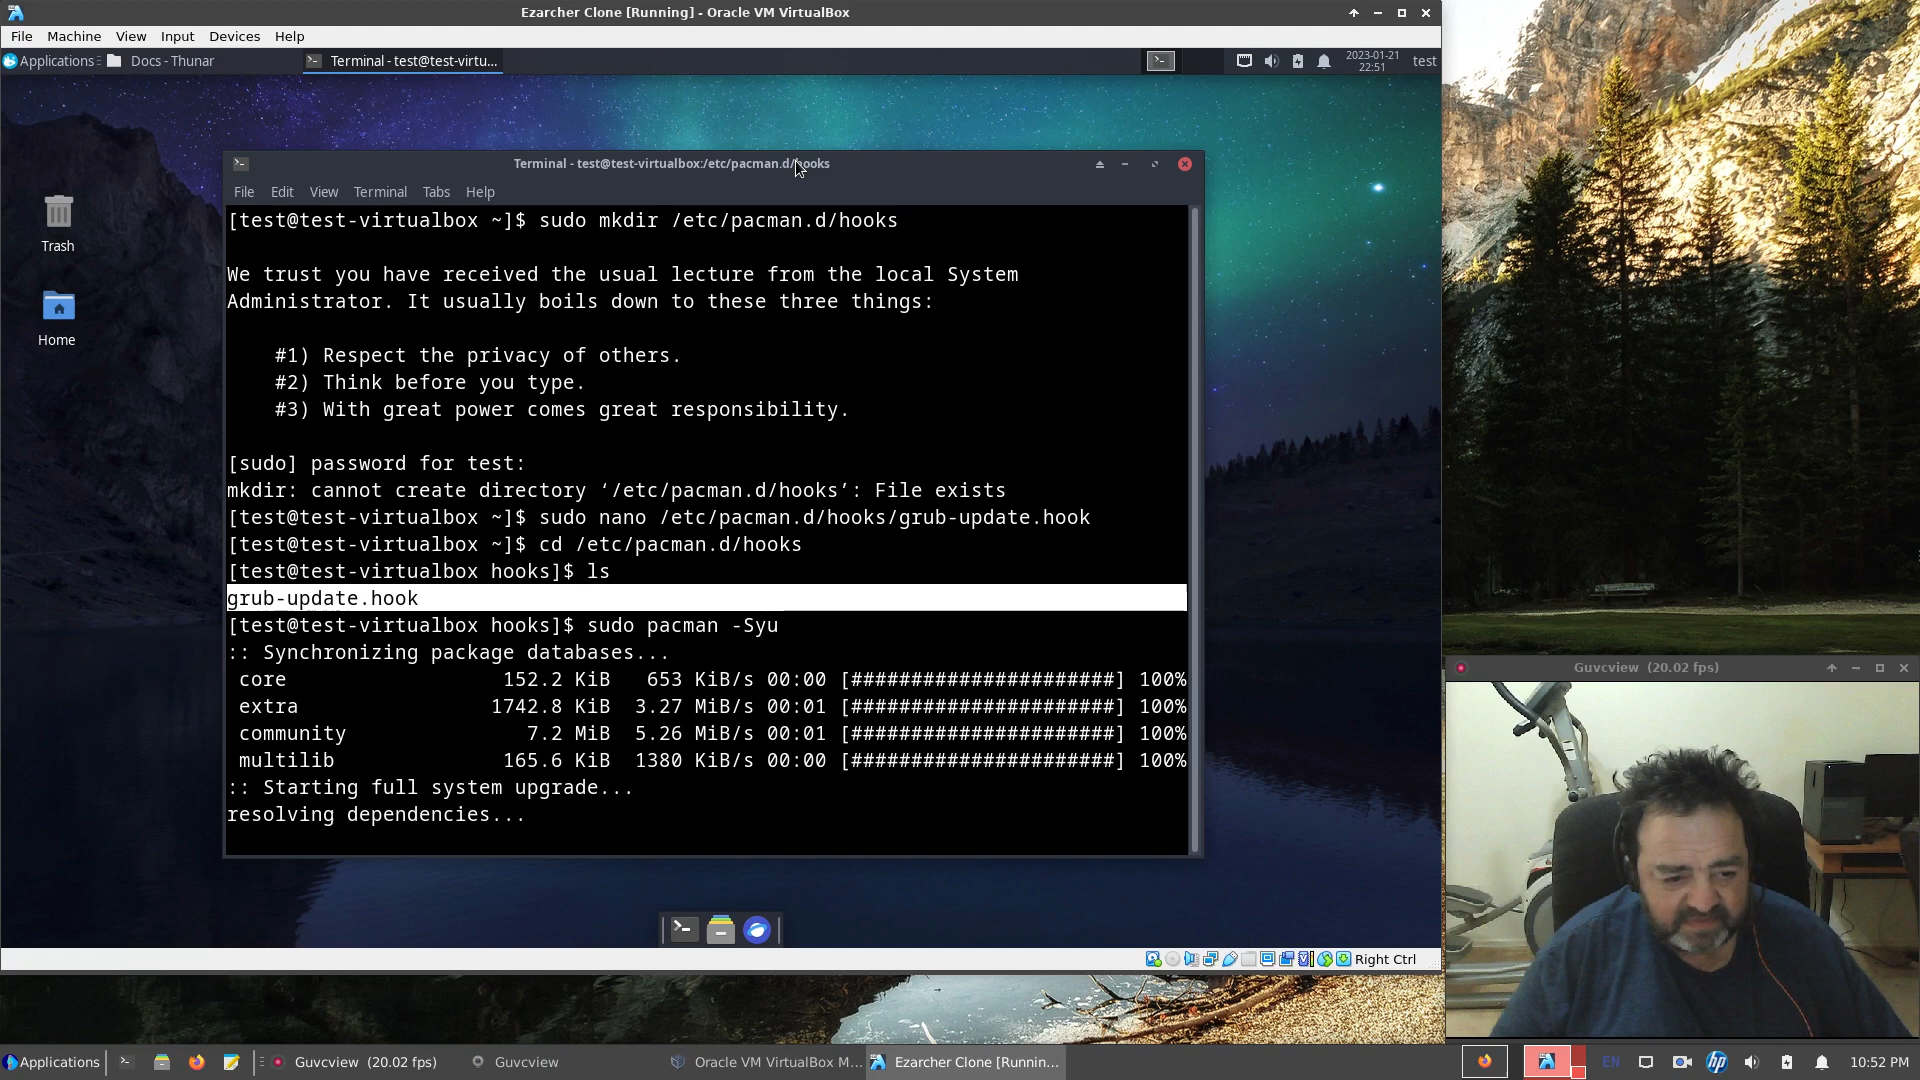 Ezarcher Clone [Running] - Oracle VM VirtualBox
File Machine View Input Devices Help
Applications Docs - Thunar Terminal - test@test-virtu... 2023-01-21 test
22:51
Trash
Home
Terminal - test@test-virtualbox:/etc/pacman.d/hooks
File Edit View Terminal Tabs Help
[test@test-virtualbox ~]$ sudo mkdir /etc/pacman.d/hooks
We trust you have received the usual lecture from the local System
Administrator. It usually boils down to these three things:
#1) Respect the privacy of others.
#2) Think before you type.
#3) With great power comes great responsibility.
[sudo] password for test:
mkdir: cannot create directory ‘/etc/pacman.d/hooks’: File exists
[test@test-virtualbox ~]$ sudo nano /etc/pacman.d/hooks/grub-update.hook
[test@test-virtualbox ~]$ cd /etc/pacman.d/hooks
[test@test-virtualbox hooks]$ ls
grub-update.hook
[test@test-virtualbox hooks]$ sudo pacman -Syu
:: Synchronizing package databases...
core 152.2 KiB 653 KiB/s 00:00 [######################] 100%
extra 1742.8 KiB 3.27 MiB/s 00:01 [######################] 100%
community 7.2 MiB 5.26 MiB/s 00:01 [######################] 100%
multilib 165.6 KiB 1380 KiB/s 00:00 [######################] 100%
:: Starting full system upgrade...
resolving dependencies...
Right Ctrl
Guvcview (20.02 fps)
Applications Guvcview (20.02 fps) Guvcview Oracle VM VirtualBox M... Ezarcher Clone [Runnin... EN hp 10:52 PM